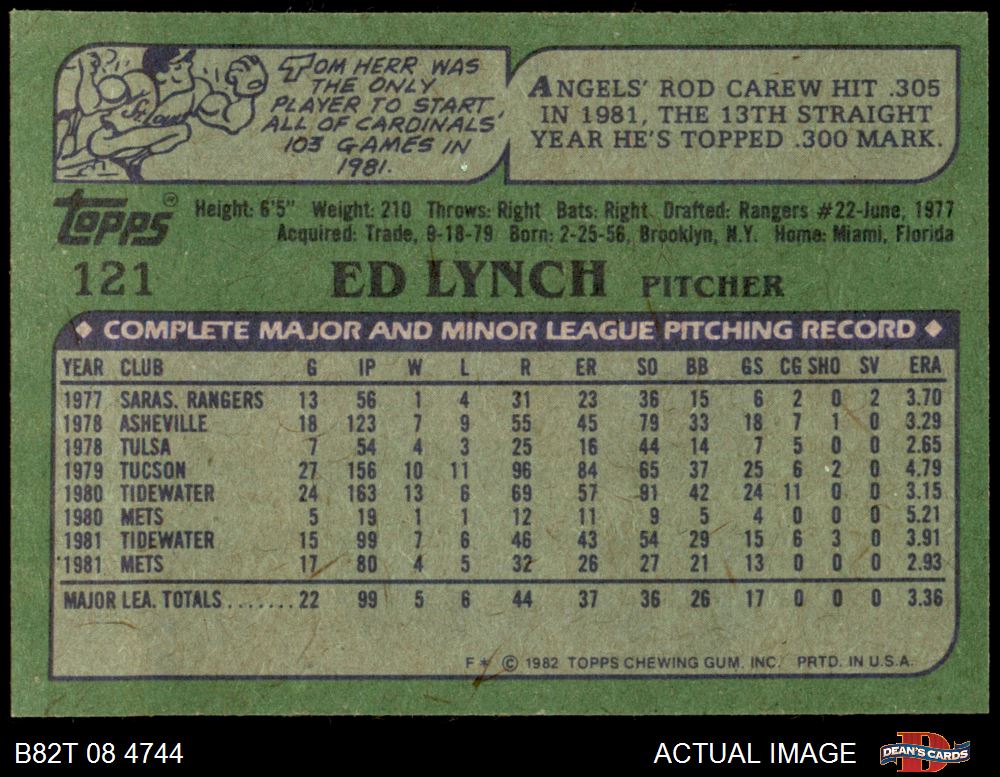 TOM HERR WAS
THE ONLY
PLAYER TO START
ALL OF CARDINALS'
103 GAMES IN
1981.
St. Louis
ANGELS' ROD CAREW HIT .305
IN 1981, THE 13TH STRAIGHT
YEAR HE'S TOPPED .300 MARK.
Topps®
Height: 6'5" Weight: 210 Throws: Right Bats: Right Drafted: Rangers #22-June, 1977
Acquired: Trade, 9-18-79 Born: 2-25-56, Brooklyn, N.Y. Home: Miami, Florida
121 ED LYNCH PITCHER
◆ COMPLETE MAJOR AND MINOR LEAGUE PITCHING RECORD ◆
YEAR CLUB G IP W L R ER SO BB GS CG SHO SV ERA
1977 SARAS. RANGERS 13 56 1 4 31 23 36 15 6 2 0 2 3.70
1978 ASHEVILLE 18 123 7 9 55 45 79 33 18 7 1 0 3.29
1978 TULSA 7 54 4 3 25 16 44 14 7 5 0 0 2.65
1979 TUCSON 27 156 10 11 96 84 65 37 25 6 2 0 4.79
1980 TIDEWATER 24 163 13 6 69 57 91 42 24 11 0 0 3.15
1980 METS 5 19 1 1 12 11 9 5 4 0 0 0 5.21
1981 TIDEWATER 15 99 7 6 46 43 54 29 15 6 3 0 3.91
1981 METS 17 80 4 5 32 26 27 21 13 0 0 0 2.93
MAJOR LEA. TOTALS.......22 99 5 6 44 37 36 26 17 0 0 0 3.36
F* © 1982 TOPPS CHEWING GUM, INC. PRTD. IN U.S.A.
B82T 08 4744 ACTUAL IMAGE DEAN'S CARDS